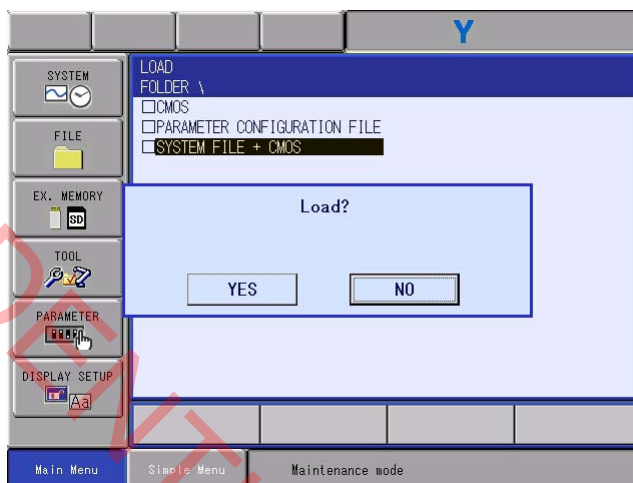 Y
SYSTEM
FILE
EX. MEMORY
SD
TOOL
PARAMETER
DISPLAY SETUP
Aa
LOAD
FOLDER \
CMOS
PARAMETER CONFIGURATION FILE
SYSTEM FILE + CMOS
Load?
YES
NO
Main Menu
Simple Menu
Maintenance mode